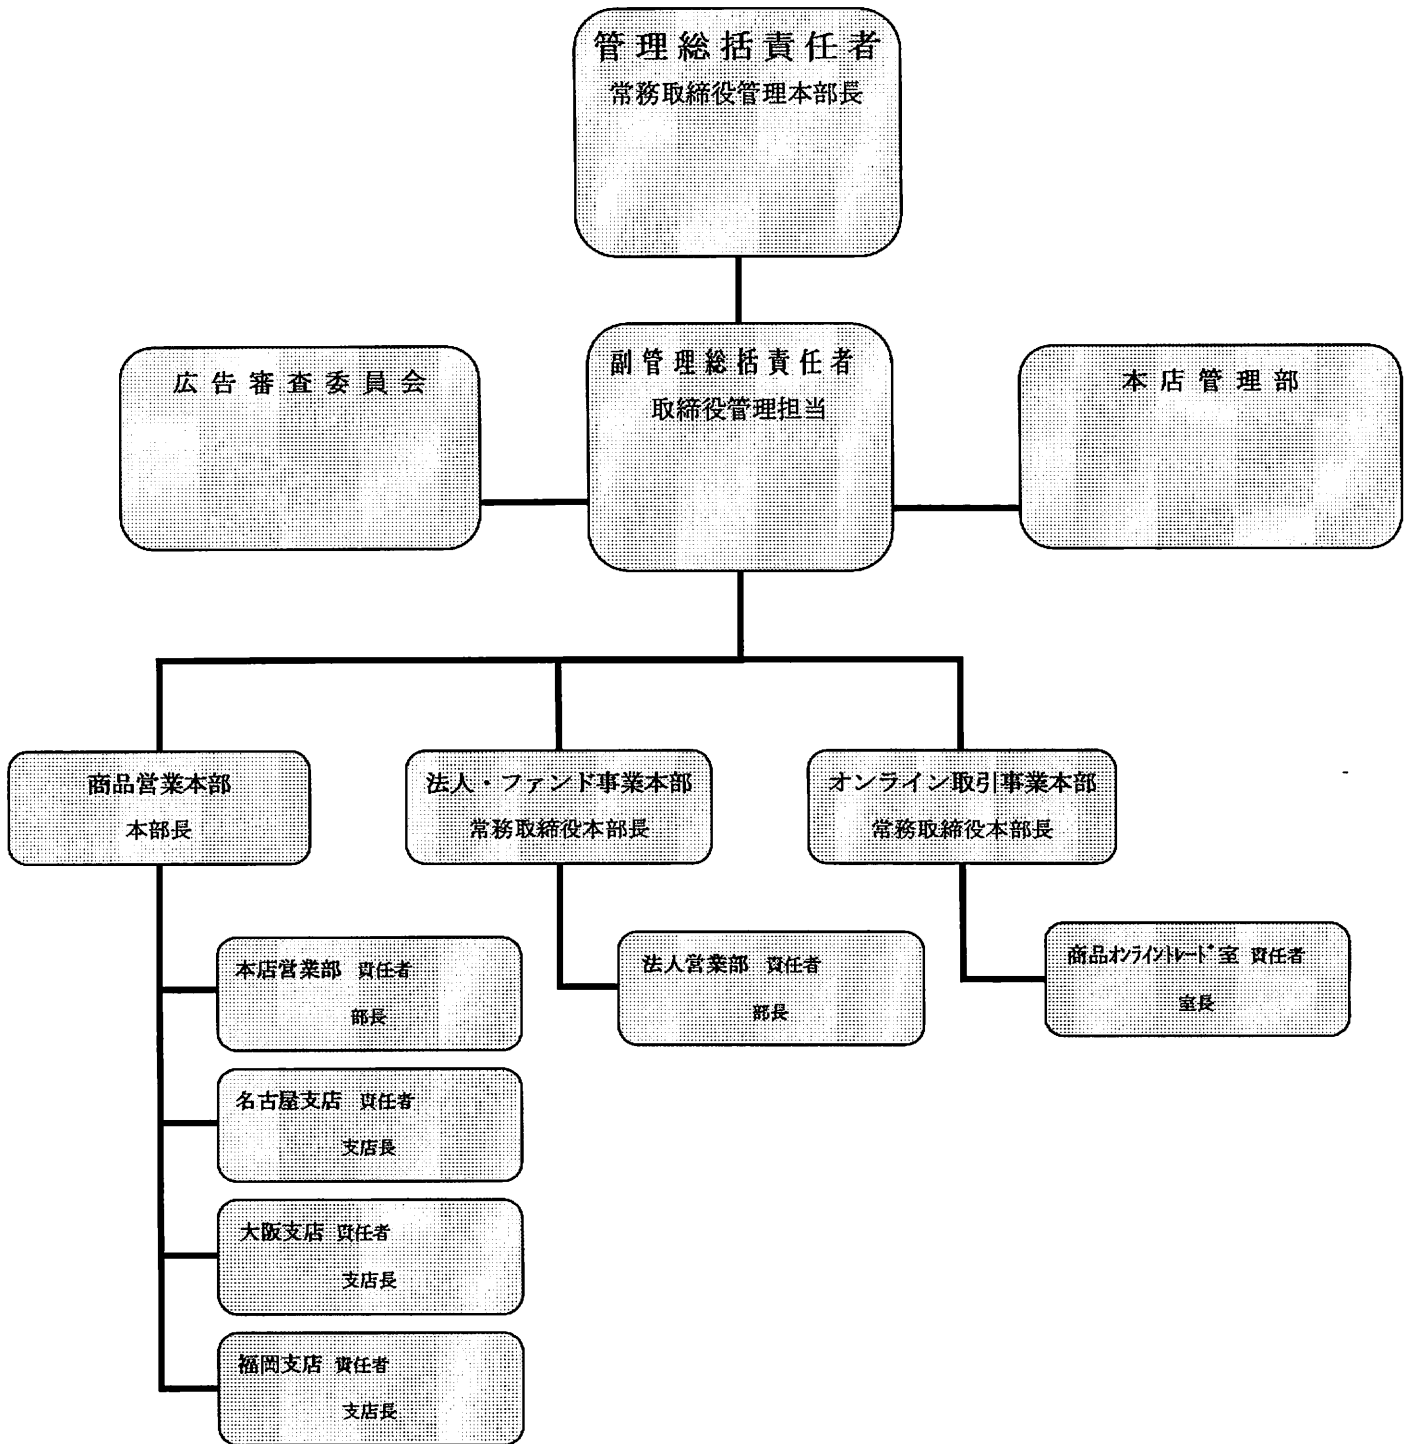 管理総括責任者
常務取締役管理本部長
広告審査委員会
副管理総括責任者
取締役管理担当
本店管理部
商品営業本部
本部長
法人・ファンド事業本部
常務取締役本部長
オンライン取引事業本部
常務取締役本部長
本店営業部 責任者
部長
名古屋支店 責任者
支店長
大阪支店 責任者
支店長
福岡支店 責任者
支店長
法人営業部 責任者
部長
商品オンライントレード室 責任者
室長